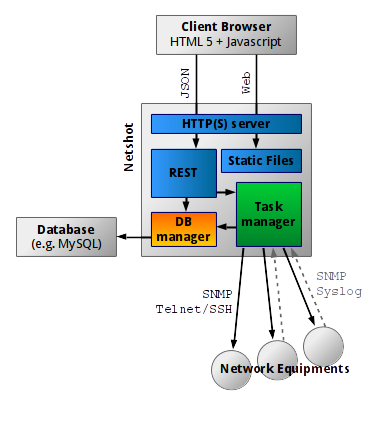 Client Browser
HTML 5 + Javascript
JSON
Web
Netshot
HTTP(S) server
REST
Static Files
Task
manager
DB
manager
Database
(e.g. MySQL)
SNMP
Telnet/SSH
SNMP
Syslog
Network Equipments